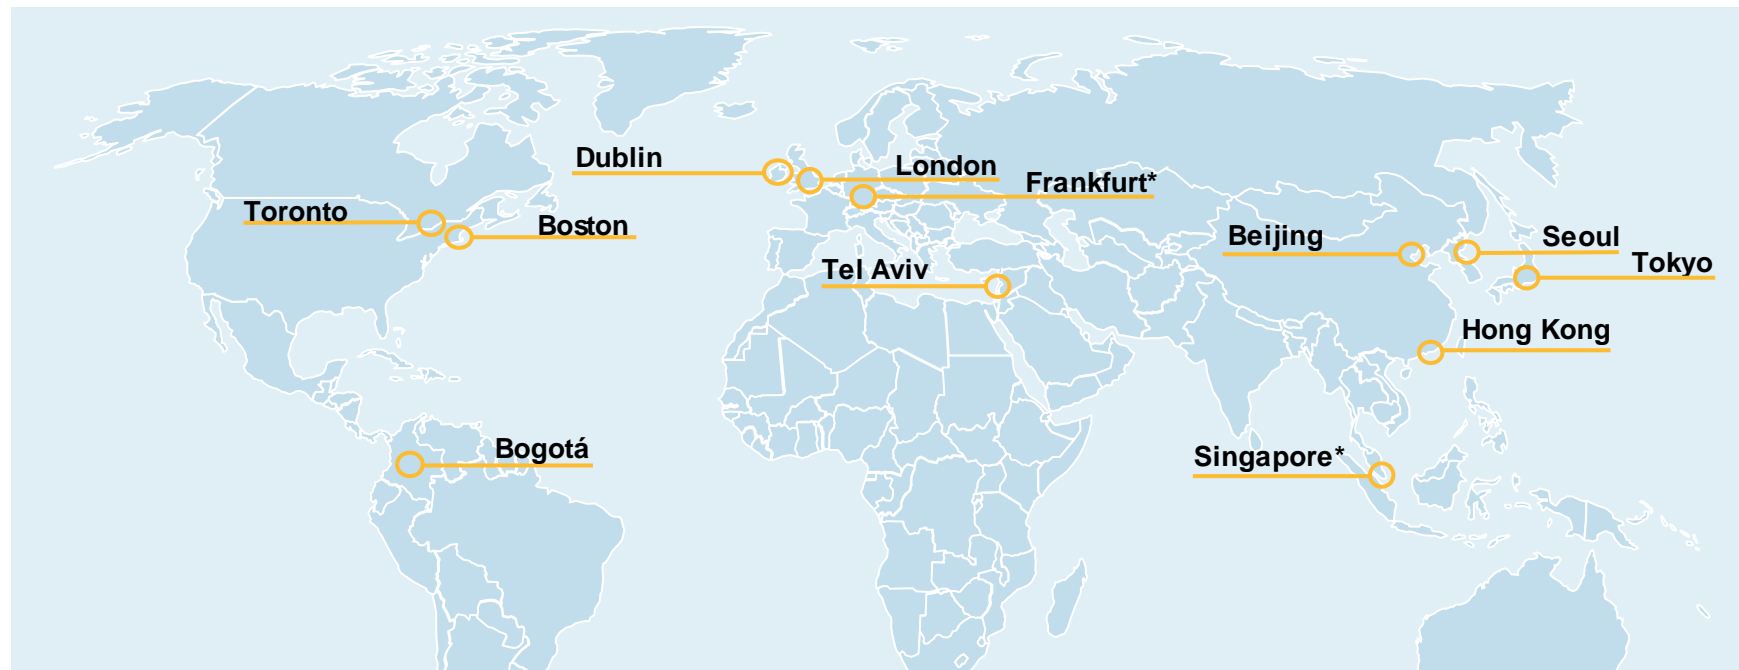 Dublin
London
Frankfurt*
Toronto
Boston
Beijing
Seoul
Tel Aviv
Tokyo
Hong Kong
Bogotá
Singapore*